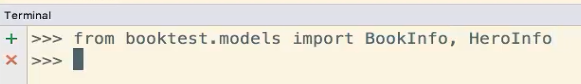 Terminal
>>> from booktest.models import BookInfo, HeroInfo
>>>